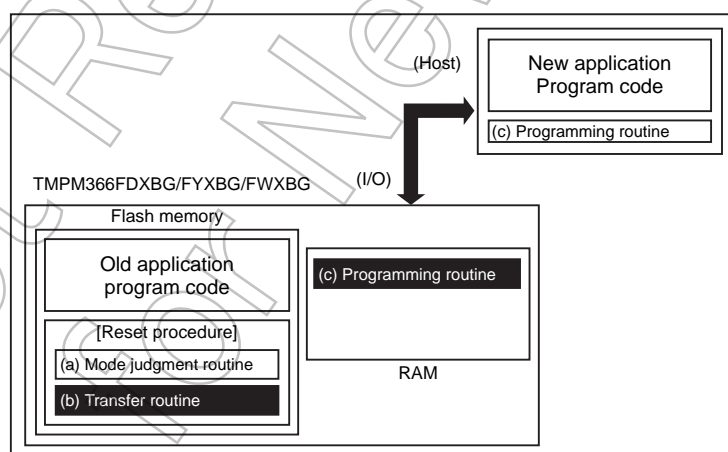 (Host)
New application
Program code
(c) Programming routine
TMPM366FDXBG/FYXBG/FWXBG
(I/O)
Flash memory
Old application
program code
[Reset procedure]
(a) Mode judgment routine
(b) Transfer routine
(c) Programming routine
RAM